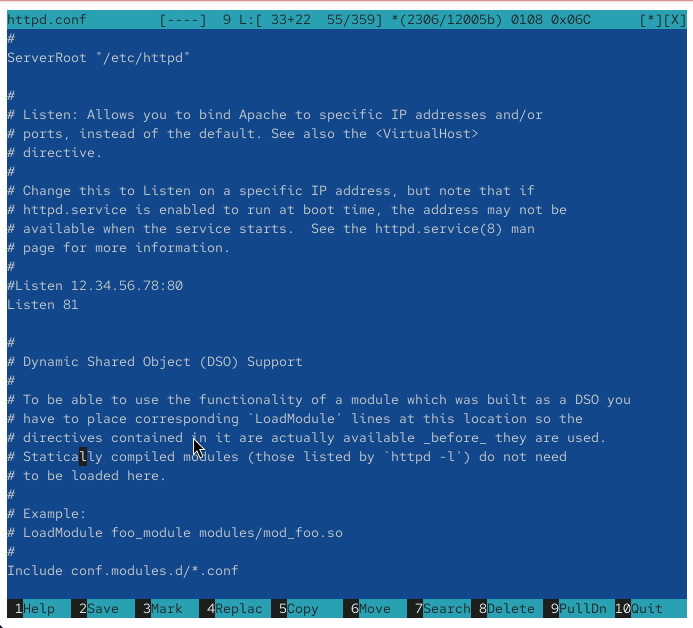 httpd.conf [----] 9 L:[ 33+22 55/359] *(2306/12005b) 0108 0x06C [*][X]
#
ServerRoot "/etc/httpd"
#
# Listen: Allows you to bind Apache to specific IP addresses and/or
# ports, instead of the default. See also the <VirtualHost>
# directive.
#
# Change this to Listen on a specific IP address, but note that if
# httpd.service is enabled to run at boot time, the address may not be
# available when the service starts.  See the httpd.service(8) man
# page for more information.
#
#Listen 12.34.56.78:80
Listen 81
#
# Dynamic Shared Object (DSO) Support
#
# To be able to use the functionality of a module which was built as a DSO you
# have to place corresponding `LoadModule' lines at this location so the
# directives contained in it are actually available _before_ they are used.
# Statically compiled modules (those listed by `httpd -l') do not need
# to be loaded here.
#
# Example:
# LoadModule foo_module modules/mod_foo.so
#
Include conf.modules.d/*.conf
1Help 2Save 3Mark 4Replac 5Copy 6Move 7Search 8Delete 9PullDn 10Quit